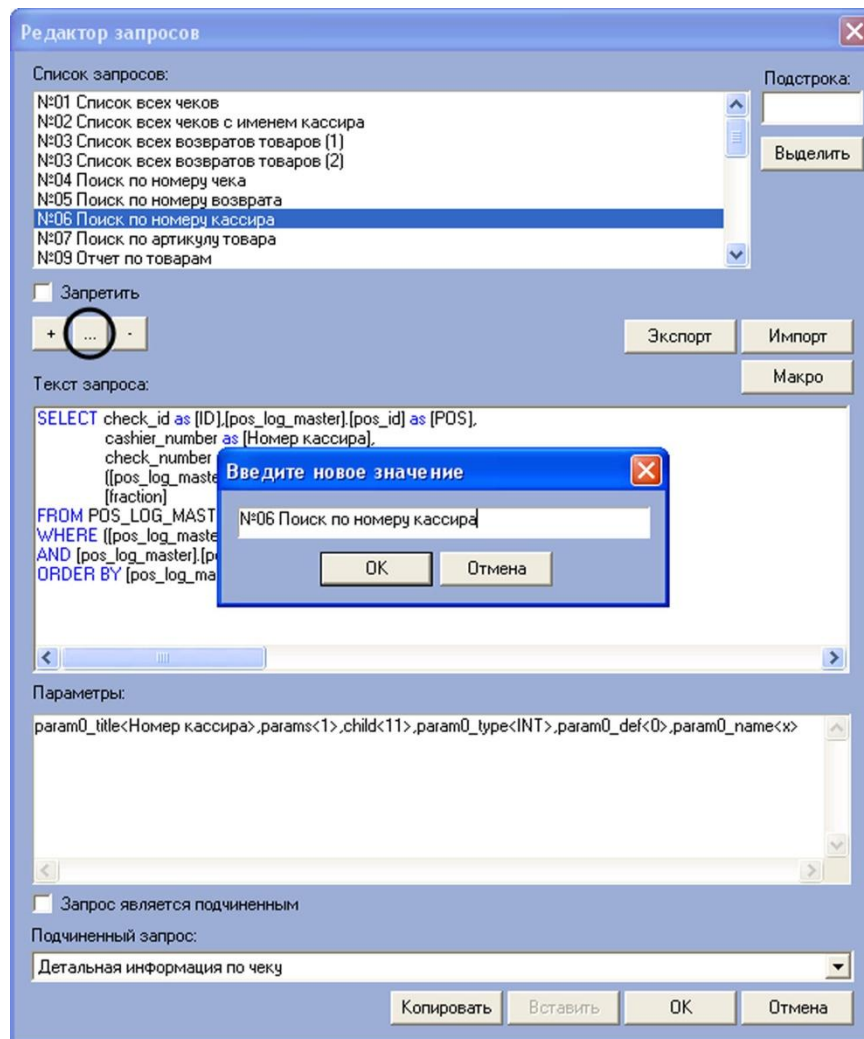 Редактор запросов
Список запросов:
Подстрока:
№01 Список всех чеков
№02 Список всех чеков с именем кассира
№03 Список всех возвратов товаров (1)
№03 Список всех возвратов товаров (2)
№04 Поиск по номеру чека
№05 Поиск по номеру возврата
№06 Поиск по номеру кассира
№07 Поиск по артикулу товара
№09 Отчет по товарам
Выделить
Запретить
+ ... -
Экспорт Импорт
Макро
Текст запроса:
SELECT check_id as [ID],[pos_log_master].[pos_id] as [POS],
cashier_number as [Номер кассира],
check_number
([pos_log_maste
[fraction]
FROM POS_LOG_MAST
WHERE ([pos_log_maste
AND [pos_log_master].[po
ORDER BY [pos_log_ma
Введите новое значение
№06 Поиск по номеру кассира
OK Отмена
Параметры:
param0_title<Номер кассира>,params<1>,child<11>,param0_type<INT>,param0_def<0>,param0_name<x>
Запрос является подчиненным
Подчиненный запрос:
Детальная информация по чеку
Копировать Вставить OK Отмена